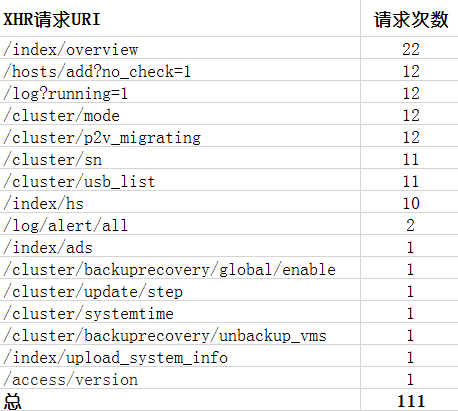 XHR请求URI 请求次数
/index/overview 22
/hosts/add?no_check=1 12
/log?running=1 12
/cluster/mode 12
/cluster/p2v_migrating 12
/cluster/sn 11
/cluster/usb_list 11
/index/hs 10
/log/alert/all 2
/index/ads 1
/cluster/backuprecovery/global/enable 1
/cluster/update/step 1
/cluster/systemtime 1
/cluster/backuprecovery/unbackup_vms 1
/index/upload_system_info 1
/access/version 1
总 111